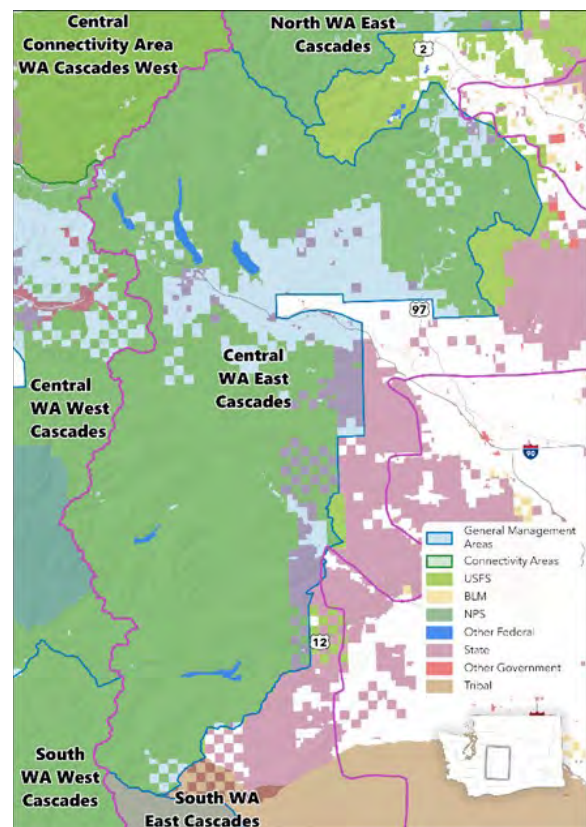 Central
Connectivity Area
WA Cascades West
North WA East
Cascades
2
97
Central
WA West
Cascades
Central
WA East
Cascades
90
General Management
Areas
Connectivity Areas
USFS
BLM
NPS
Other Federal
State
Other Government
Tribal
12
South
WA West
Cascades
South WA
East Cascades